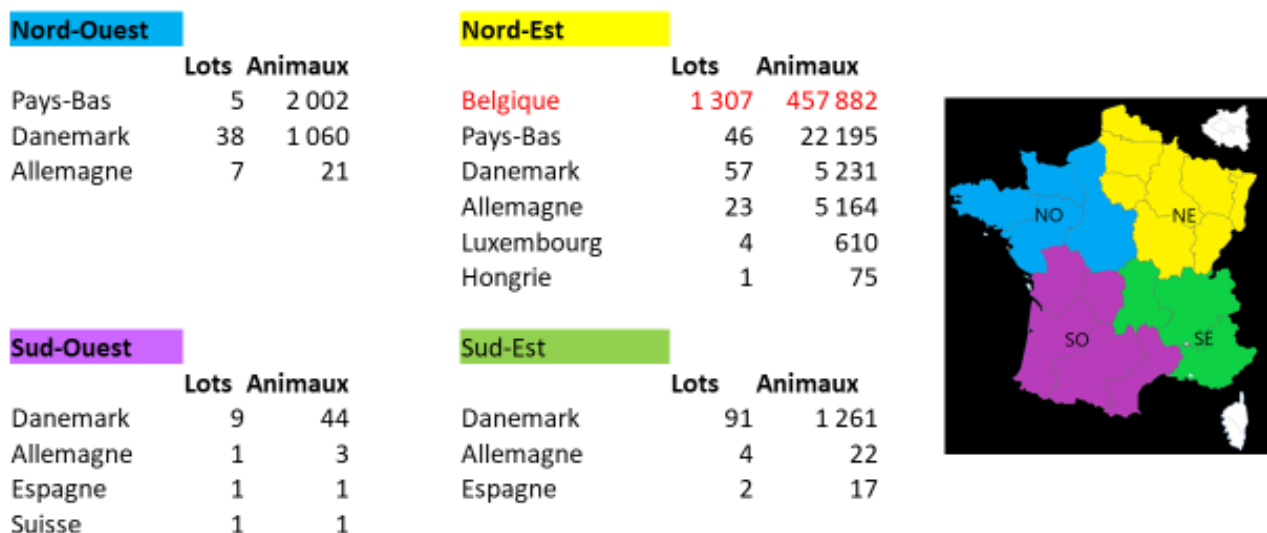 Nord-Ouest
Lots Animaux
Pays-Bas 5 2 002
Danemark 38 1 060
Allemagne 7 21
Nord-Est
Lots Animaux
Belgique 1 307 457 882
Pays-Bas 46 22 195
Danemark 57 5 231
Allemagne 23 5 164
Luxembourg 4 610
Hongrie 1 75
Sud-Ouest
Lots Animaux
Danemark 9 44
Allemagne 1 3
Espagne 1 1
Suisse 1 1
Sud-Est
Lots Animaux
Danemark 91 1 261
Allemagne 4 22
Espagne 2 17
NO
NE
SO
SE